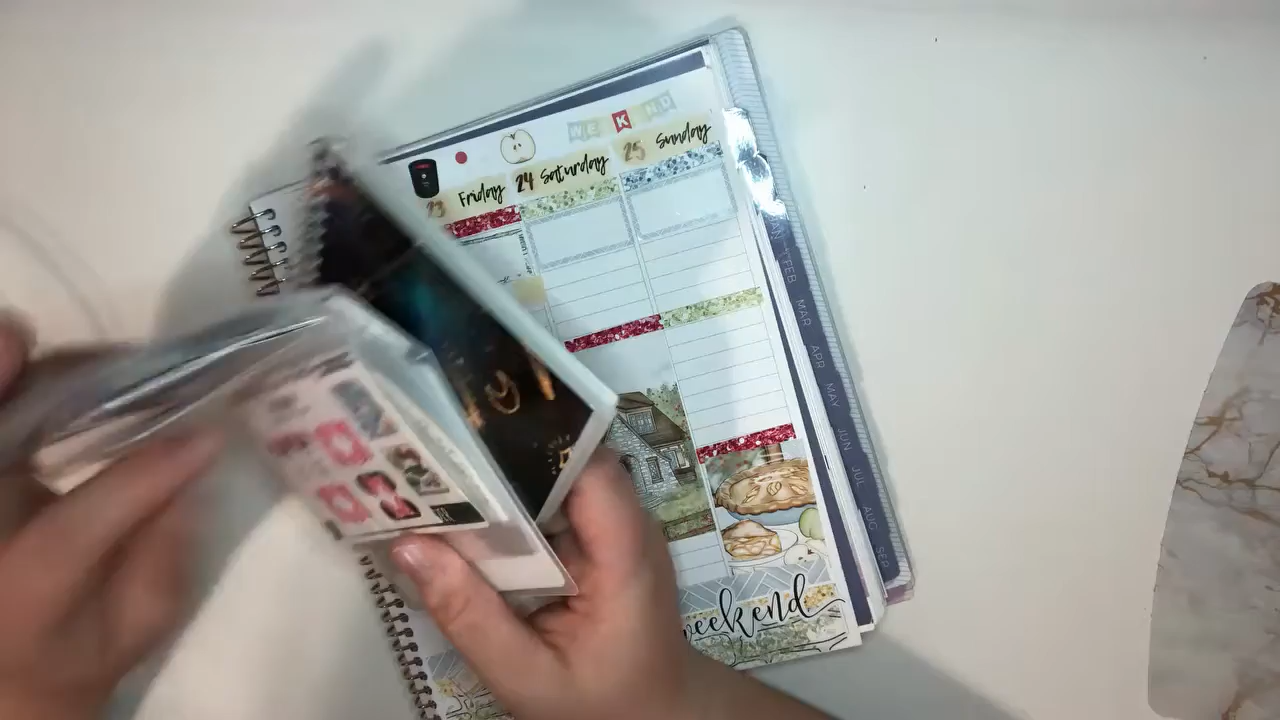 WEEKEND
23 Friday
24 Saturday
25 Sunday
FEB
MAR
APR
MAY
JUN
JUL
AUG
SEP
weekend